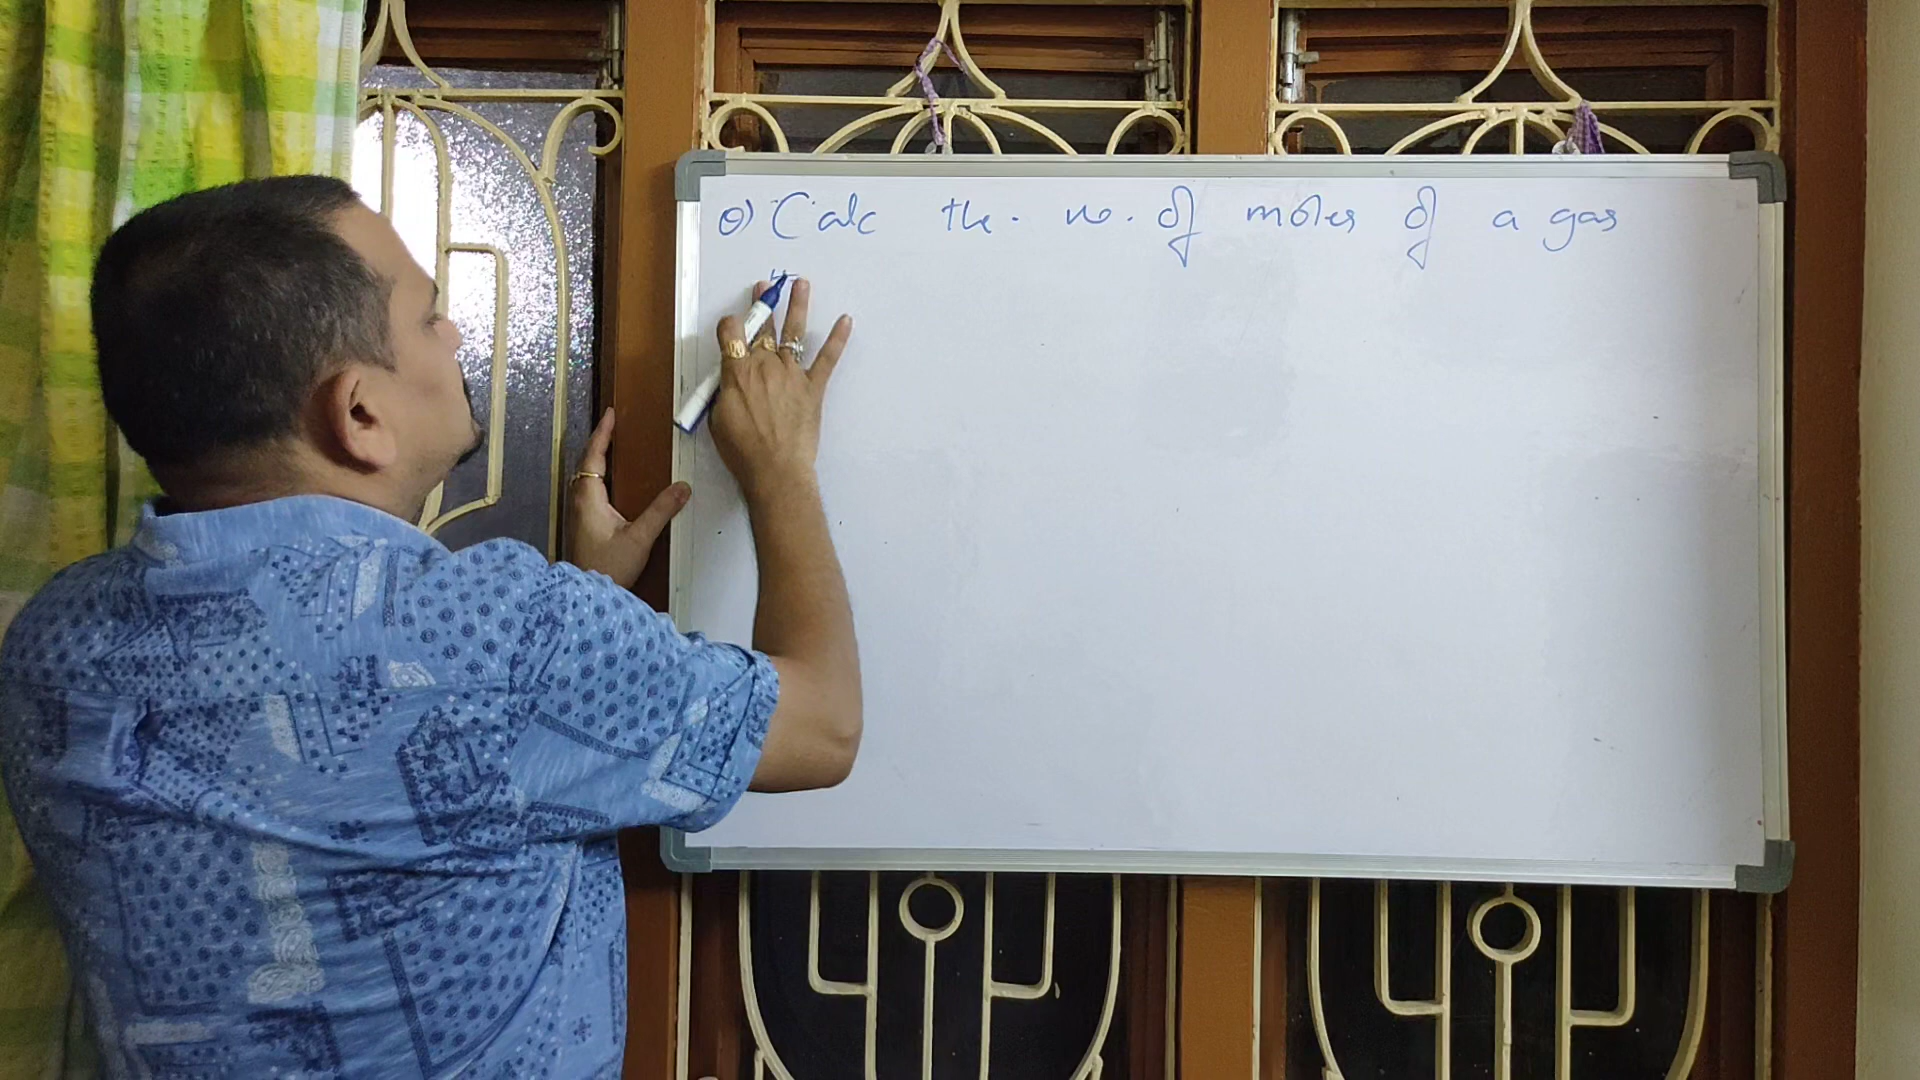 Q) Calc the. no. of moles of a gas